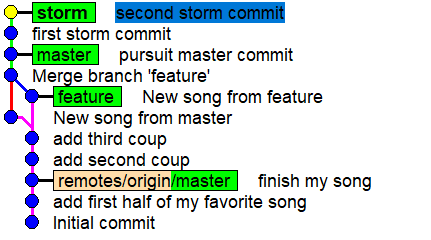 storm second storm commit
first storm commit
master pursuit master commit
Merge branch 'feature'
feature New song from feature
New song from master
add third coup
add second coup
remotes/origin/master finish my song
add first half of my favorite song
Initial commit